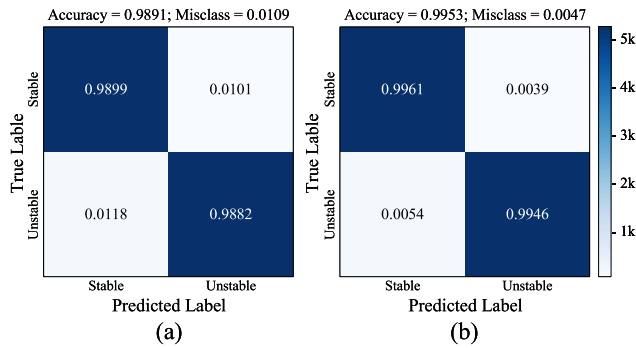 Accuracy = 0.9891; Misclass = 0.0109
True Lable
Stable
Unstable
0.9899
0.0101
0.0118
0.9882
Stable
Unstable
Predicted Label
(a)
Accuracy = 0.9953; Misclass = 0.0047
True Lable
Stable
Unstable
0.9961
0.0039
0.0054
0.9946
Stable
Unstable
Predicted Label
(b)
5k
4k
3k
2k
1k